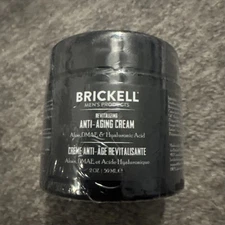 BRICKELL
MEN'S PRODUCTS
REVITALIZING
ANTI-AGING CREAM
Aloe, DMAE & Hyaluronic Acid
CRÈME ANTI-ÂGE REVITALISANTE
Aloès, DMAE et Acide Hyaluronique
2 OZ / 59 ML ℮